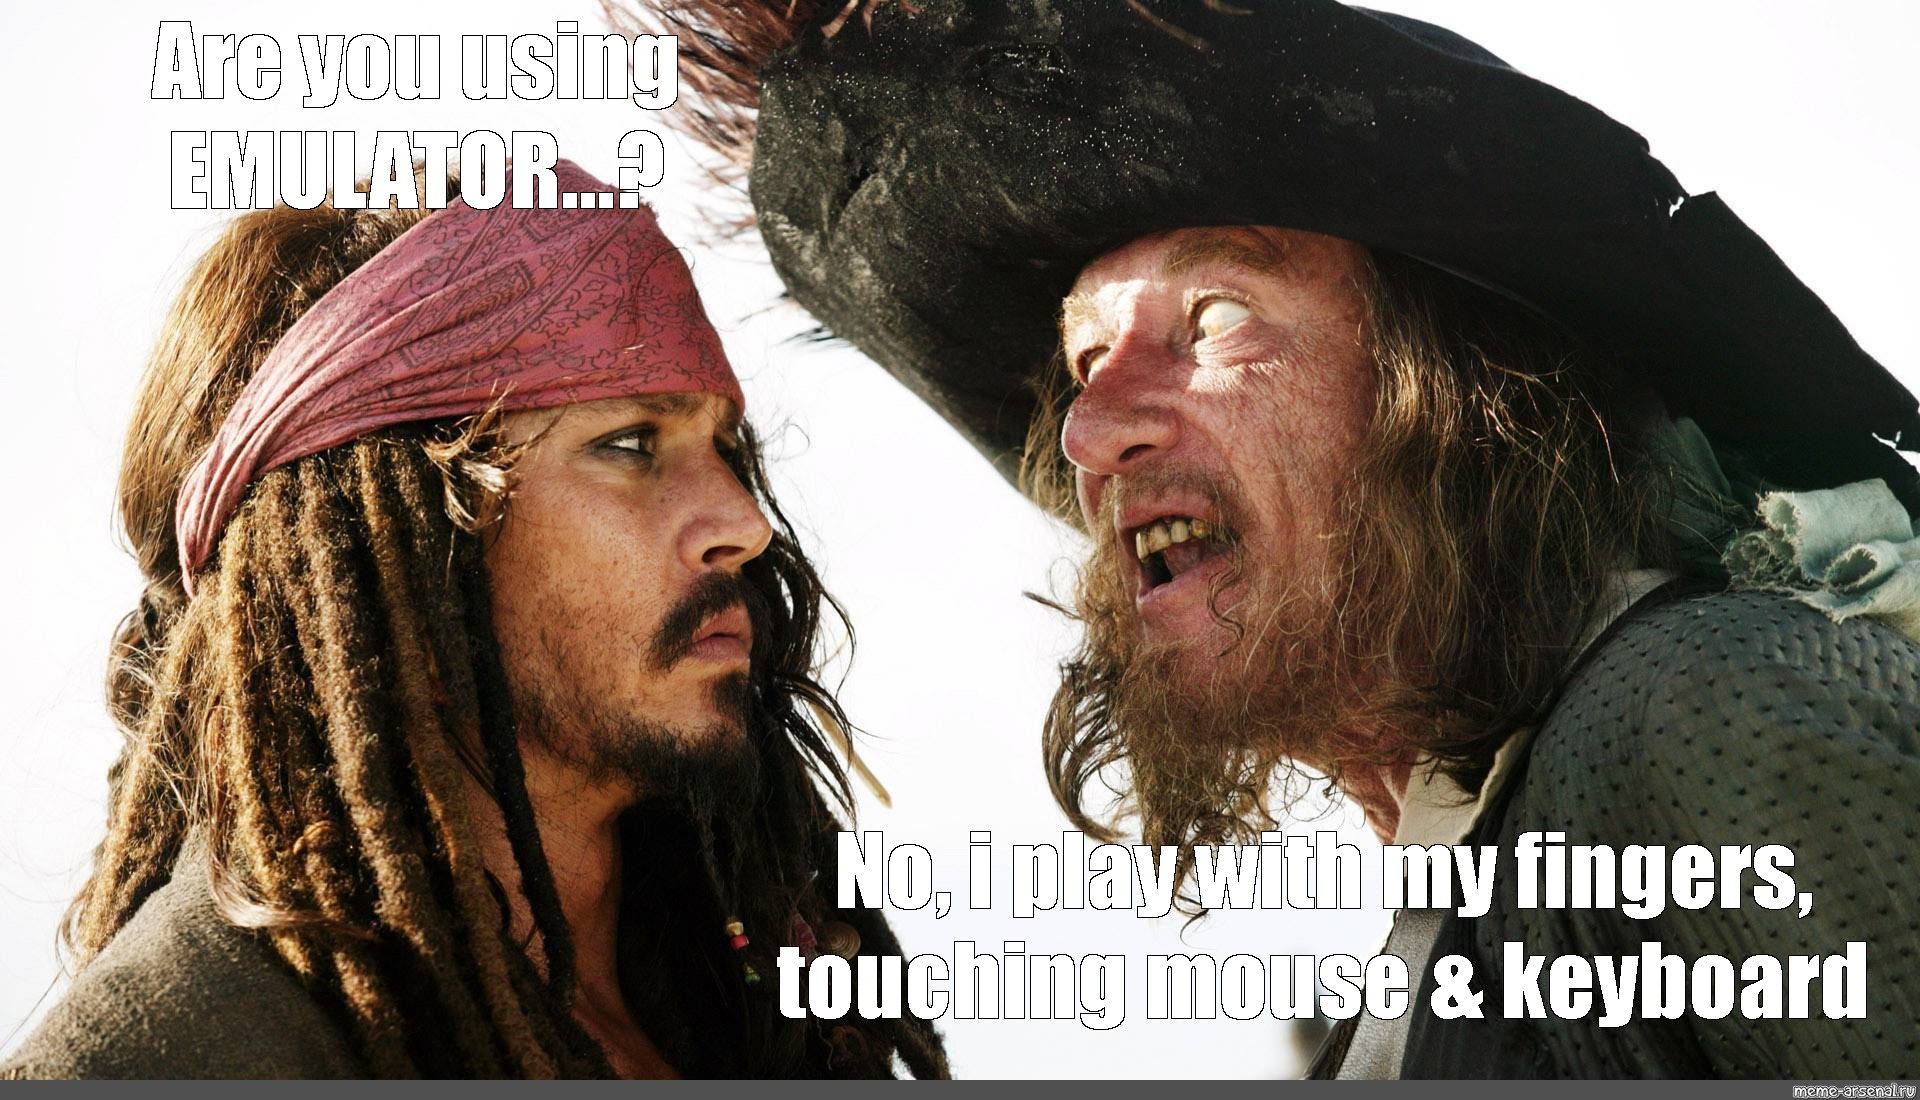 Are you using
EMULATOR...?
No, i play with my fingers,
touching mouse & keyboard
meme-arsenal.ru